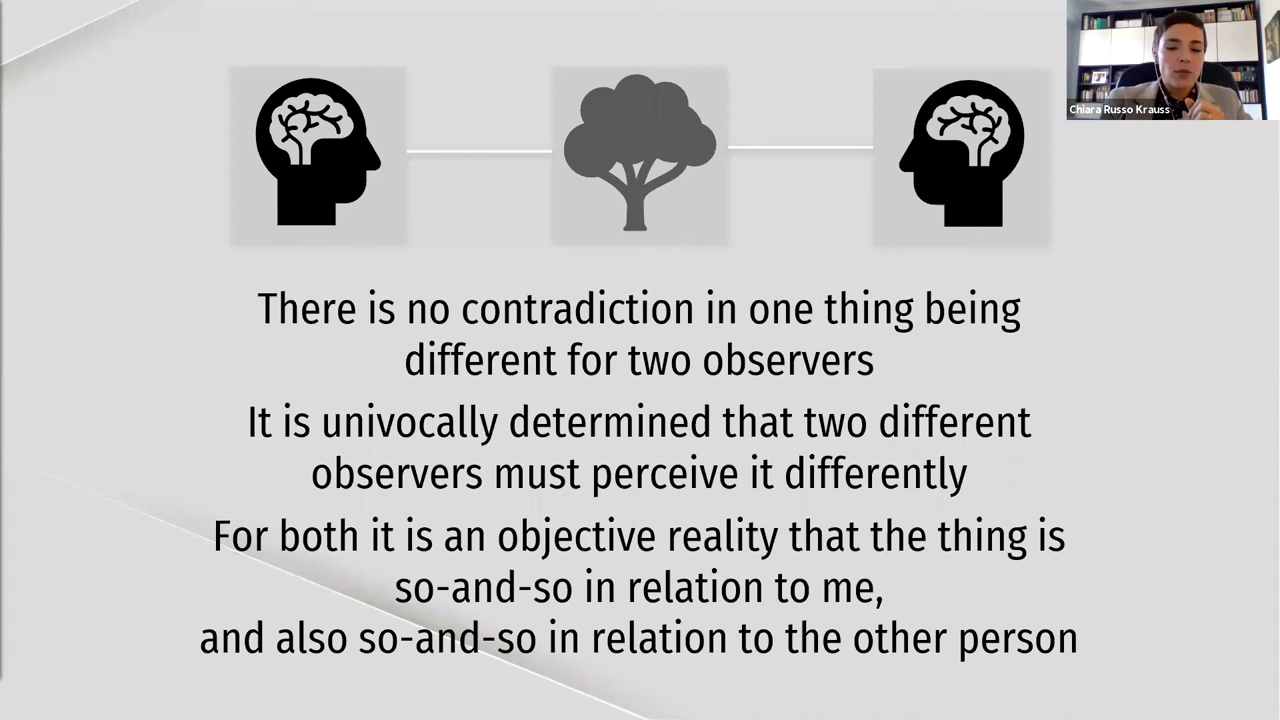 Chiara Russo Krauss
There is no contradiction in one thing being
different for two observers
It is univocally determined that two different
observers must perceive it differently
For both it is an objective reality that the thing is
so-and-so in relation to me,
and also so-and-so in relation to the other person